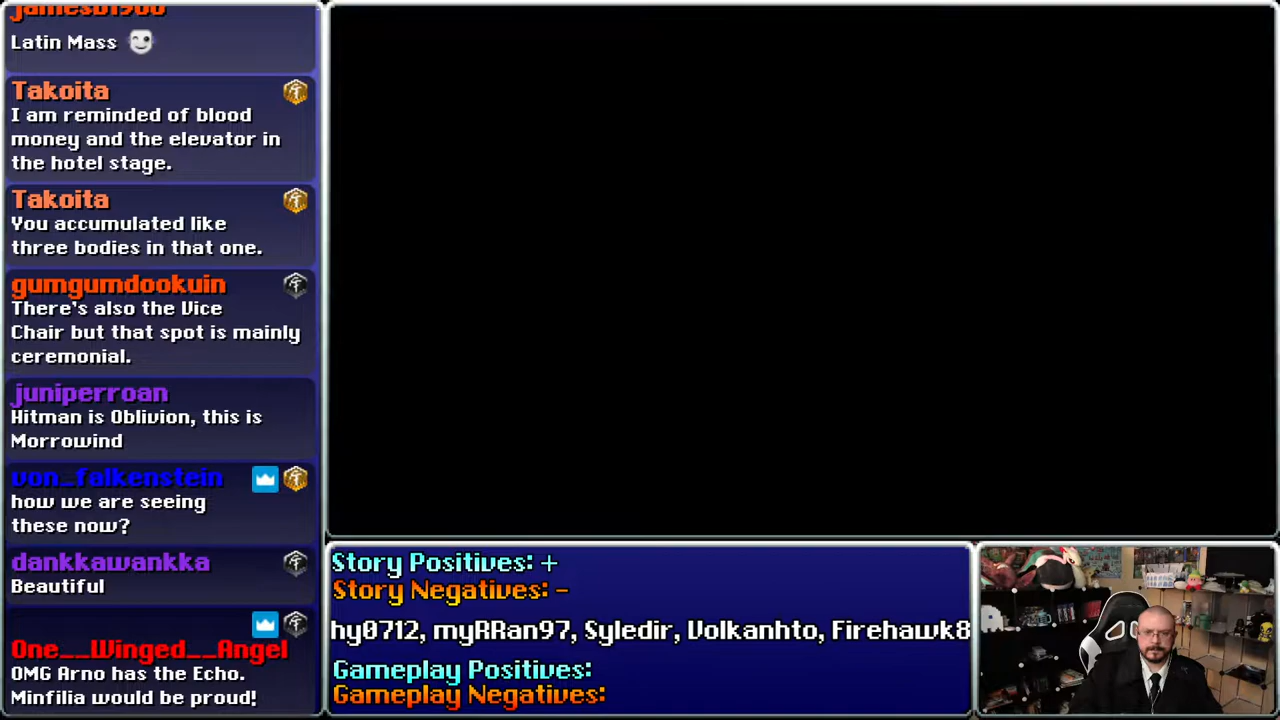 jamesb1960
Latin Mass
Takoita
I am reminded of blood
money and the elevator in
the hotel stage.
Takoita
You accumulated like
three bodies in that one.
gumgumdookuin
There's also the Vice
Chair but that spot is mainly
ceremonial.
juniperroan
Hitman is Oblivion, this is
Morrowind
von_falkenstein
how we are seeing
these now?
dankkawankka
Beautiful
One__Winged__Angel
OMG Arno has the Echo.
Minfilia would be proud!
Story Positives: +
Story Negatives: -
hy0712, myRRan97, Syledir, Volkanhto, Firehawk8
Gameplay Positives:
Gameplay Negatives: